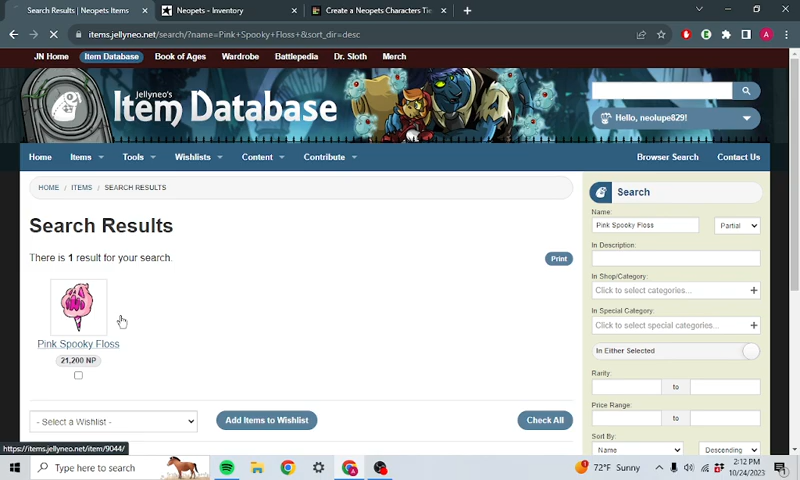 Search Results | Neopets Items
Neopets - Inventory
Create a Neopets Characters Tie
items.jellyneo.net/search/?name=Pink+Spooky+Floss+&sort_dir=desc
JN Home Item Database Book of Ages Wardrobe Battlepedia Dr. Sloth Merch
Jellyneo's
Item Database
Hello, neolupe829!
Home Items Tools Wishlists Content Contribute Browser Search Contact Us
HOME / ITEMS / SEARCH RESULTS
Search Results
There is 1 result for your search.
Print
Pink Spooky Floss
21,200 NP
- Select a Wishlist -
Add Items to Wishlist
Check All
Search
Name:
Pink Spooky Floss
Partial
In Description:
In Shop/Category:
Click to select categories...
In Special Category:
Click to select special categories...
In Either Selected
Rarity:
to
Price Range:
to
Sort By:
Name
Descending
https://items.jellyneo.net/item/9044/
Type here to search
72°F Sunny
2:12 PM
10/24/2023